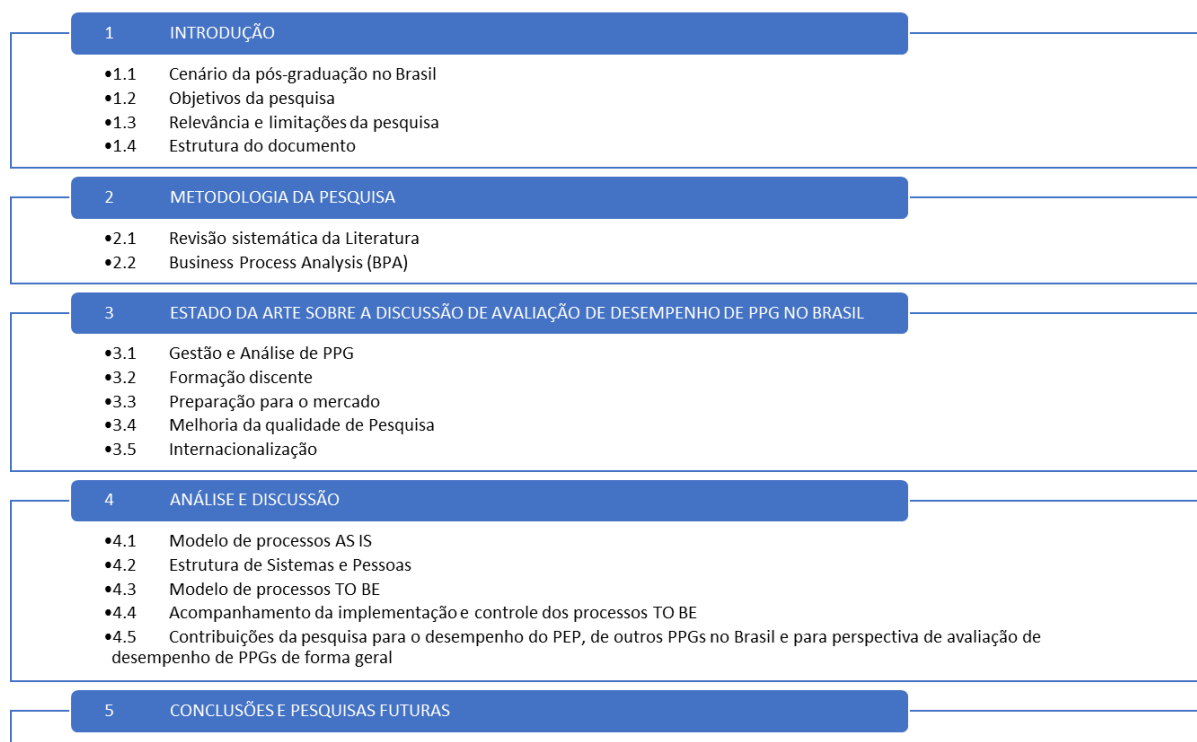 1 INTRODUÇÃO
•1.1 Cenário da pós-graduação no Brasil
•1.2 Objetivos da pesquisa
•1.3 Relevância e limitações da pesquisa
•1.4 Estrutura do documento
2 METODOLOGIA DA PESQUISA
•2.1 Revisão sistemática da Literatura
•2.2 Business Process Analysis (BPA)
3 ESTADO DA ARTE SOBRE A DISCUSSÃO DE AVALIAÇÃO DE DESEMPENHO DE PPG NO BRASIL
•3.1 Gestão e Análise de PPG
•3.2 Formação discente
•3.3 Preparação para o mercado
•3.4 Melhoria da qualidade de Pesquisa
•3.5 Internacionalização
4 ANÁLISE E DISCUSSÃO
•4.1 Modelo de processos AS IS
•4.2 Estrutura de Sistemas e Pessoas
•4.3 Modelo de processos TO BE
•4.4 Acompanhamento da implementação e controle dos processos TO BE
•4.5 Contribuições da pesquisa para o desempenho do PEP, de outros PPGs no Brasil e para perspectiva de avaliação de
desempenho de PPGs de forma geral
5 CONCLUSÕES E PESQUISAS FUTURAS